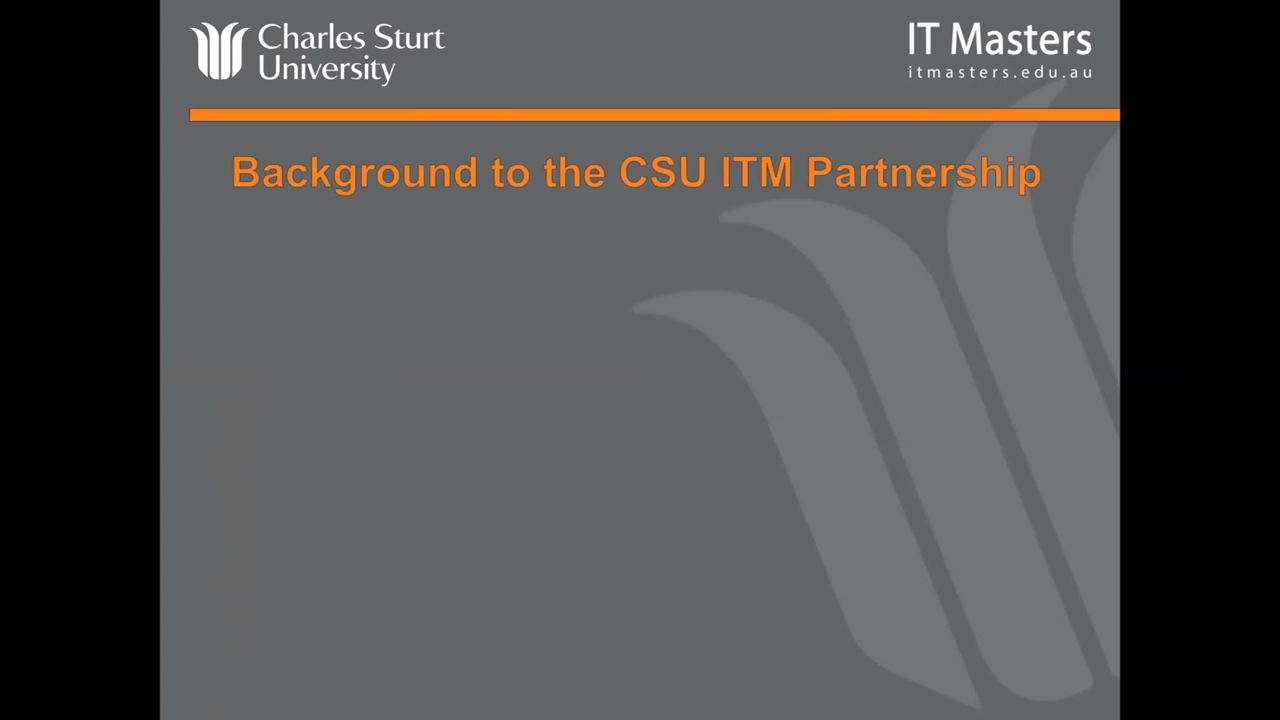 Charles Sturt
University
IT Masters
itmasters.edu.au
Background to the CSU ITM Partnership